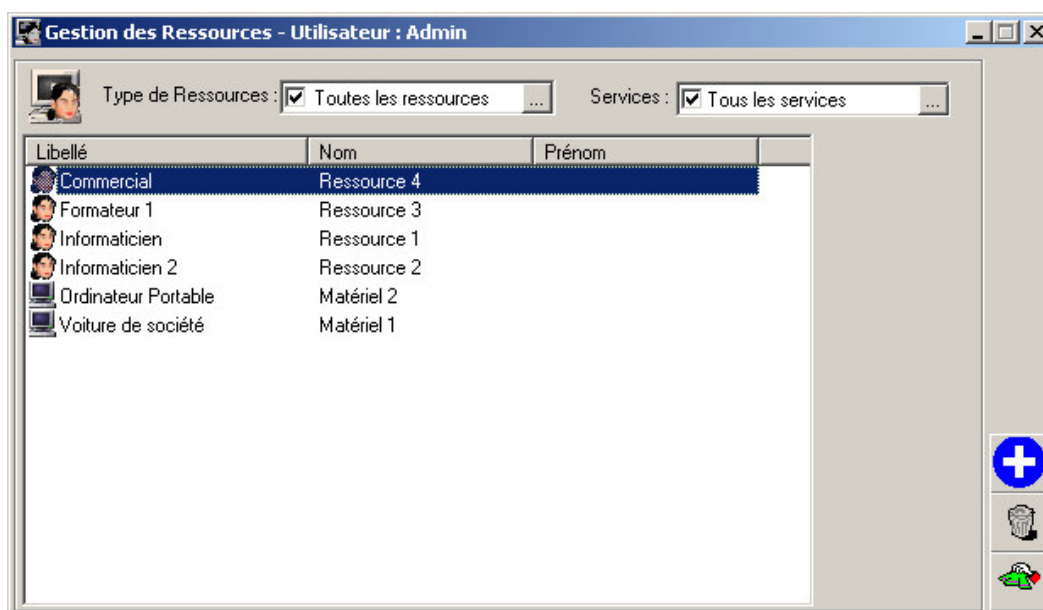 Gestion des Ressources - Utilisateur : Admin
Type de Ressources : Toutes les ressources ... Services : Tous les services ...
Libellé Nom Prénom
Commercial Ressource 4
Formateur 1 Ressource 3
Informaticien Ressource 1
Informaticien 2 Ressource 2
Ordinateur Portable Matériel 2
Voiture de société Matériel 1